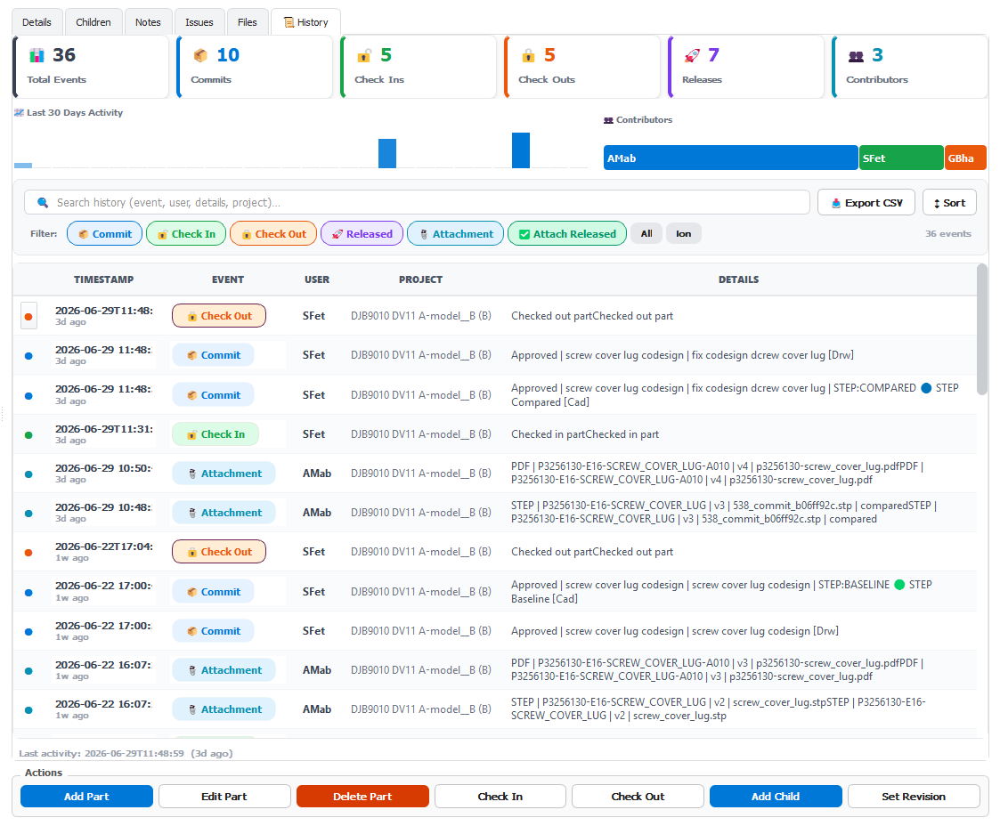 Details Children Notes Issues Files History
36 10 5 5 7 3
Total Events Commits Check Ins Check Outs Releases Contributors
Last 30 Days Activity
Contributors
AMab SFet GBha
Search history (event, user, details, project)... Export CSV Sort
Filter: Commit Check In Check Out Released Attachment Attach Released All Ion 36 events
TIMESTAMP EVENT USER PROJECT DETAILS
2026-06-29T11:48: Check Out SFet DJB9010 DV11 A-model__B (B) Checked out partChecked out part
3d ago
2026-06-29 11:48: Commit SFet DJB9010 DV11 A-model__B (B) Approved | screw cover lug codesign | fix codesign dcrew cover lug [Drw]
3d ago
2026-06-29 11:48: Commit SFet DJB9010 DV11 A-model__B (B) Approved | screw cover lug codesign | fix codesign dcrew cover lug | STEP:COMPARED STEP
3d ago Compared [Cad]
2026-06-29T11:31: Check In SFet DJB9010 DV11 A-model__B (B) Checked in partChecked in part
3d ago
2026-06-29 10:50: Attachment AMab DJB9010 DV11 A-model__B (B) PDF | P3256130-E16-SCREW_COVER_LUG-A010 | v4 | p3256130-screw_cover_lug.pdfPDF |
3d ago P3256130-E16-SCREW_COVER_LUG-A010 | v4 | p3256130-screw_cover_lug.pdf
2026-06-29 10:48: Attachment AMab DJB9010 DV11 A-model__B (B) STEP | P3256130-E16-SCREW_COVER_LUG | v3 | 538_commit_b06ff92c.stp | comparedSTEP |
3d ago P3256130-E16-SCREW_COVER_LUG | v3 | 538_commit_b06ff92c.stp | compared
2026-06-22T17:04: Check Out SFet DJB9010 DV11 A-model__B (B) Checked out partChecked out part
1w ago
2026-06-22 17:00: Commit SFet DJB9010 DV11 A-model__B (B) Approved | screw cover lug codesign | screw cover lug codesign | STEP:BASELINE STEP
1w ago Baseline [Cad]
2026-06-22 17:00: Commit SFet DJB9010 DV11 A-model__B (B) Approved | screw cover lug codesign | screw cover lug codesign [Drw]
1w ago
2026-06-22 16:07: Attachment AMab DJB9010 DV11 A-model__B (B) PDF | P3256130-E16-SCREW_COVER_LUG-A010 | v3 | p3256130-screw_cover_lug.pdfPDF |
1w ago P3256130-E16-SCREW_COVER_LUG-A010 | v3 | p3256130-screw_cover_lug.pdf
2026-06-22 16:07: Attachment AMab DJB9010 DV11 A-model__B (B) STEP | P3256130-E16-SCREW_COVER_LUG | v2 | screw_cover_lug.stpSTEP | P3256130-E16-
1w ago SCREW_COVER_LUG | v2 | screw_cover_lug.stp
Last activity: 2026-06-29T11:48:59 (3d ago)
Actions
Add Part Edit Part Delete Part Check In Check Out Add Child Set Revision